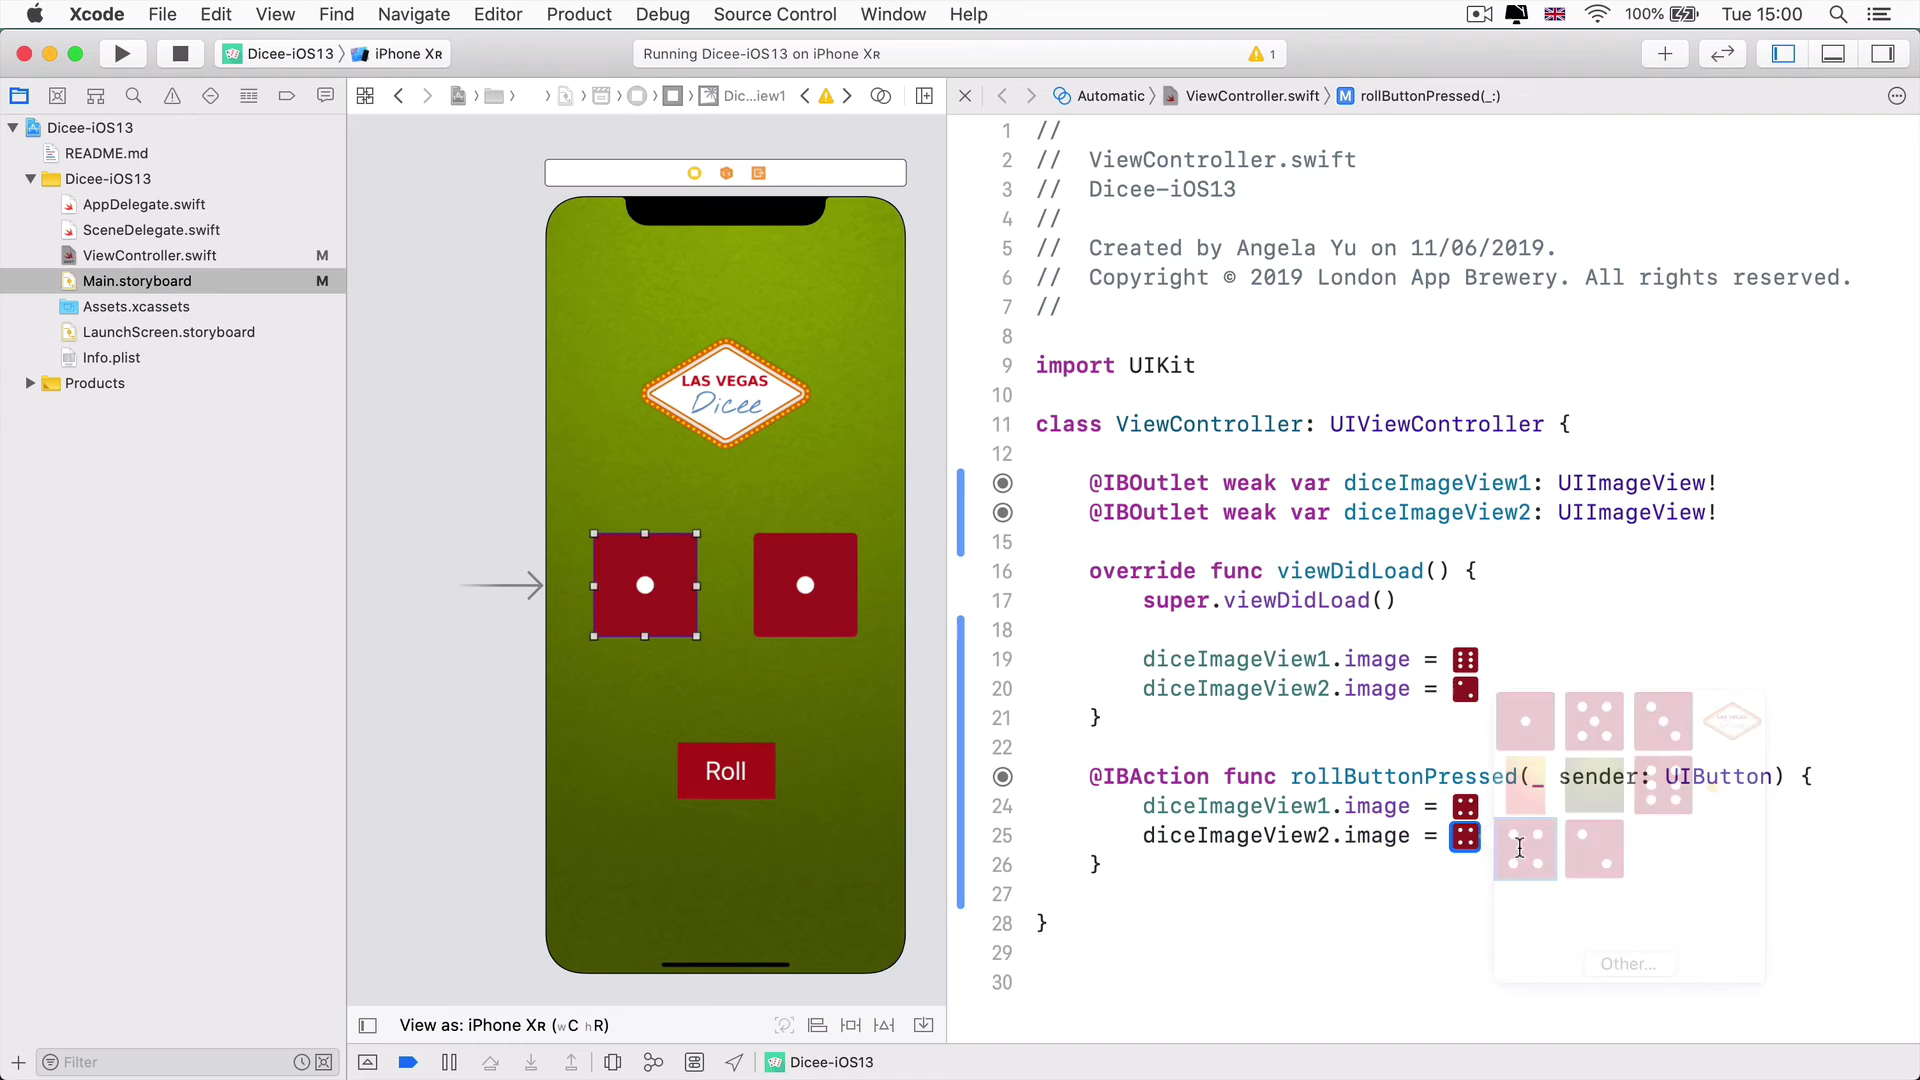 Xcode File Edit View Find Navigate Editor Product Debug Source Control Window Help 100% Tue 15:00
Dicee-iOS13 iPhone XR Running Dicee-iOS13 on iPhone XR 1
Dic...iew1 Automatic ViewController.swift M rollButtonPressed(_:)
Dicee-iOS13
README.md
Dicee-iOS13
AppDelegate.swift
SceneDelegate.swift
ViewController.swift M
Main.storyboard M
Assets.xcassets
LaunchScreen.storyboard
Info.plist
Products
LAS VEGAS
Dicee
Roll
1 //
2 //  ViewController.swift
3 //  Dicee-iOS13
4 //
5 //  Created by Angela Yu on 11/06/2019.
6 //  Copyright © 2019 London App Brewery. All rights reserved.
7 //
8
9 import UIKit
10
11 class ViewController: UIViewController {
12
@IBOutlet weak var diceImageView1: UIImageView!
@IBOutlet weak var diceImageView2: UIImageView!
15
16 override func viewDidLoad() {
17 super.viewDidLoad()
18
19 diceImageView1.image =
20 diceImageView2.image =
21 }
22
@IBAction func rollButtonPressed(_ sender: UIButton) {
24 diceImageView1.image =
25 diceImageView2.image =
26 }
27
28 }
29
30
Other...
View as: iPhone XR (wC hR)
Filter Dicee-iOS13